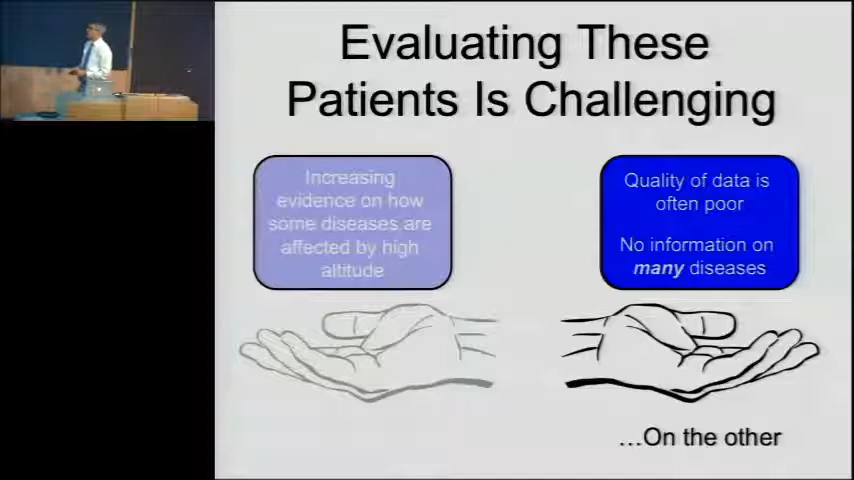 Evaluating These
Patients Is Challenging
Increasing
evidence on how
some diseases are
affected by high
altitude
Quality of data is
often poor
No information on
many diseases
…On the other